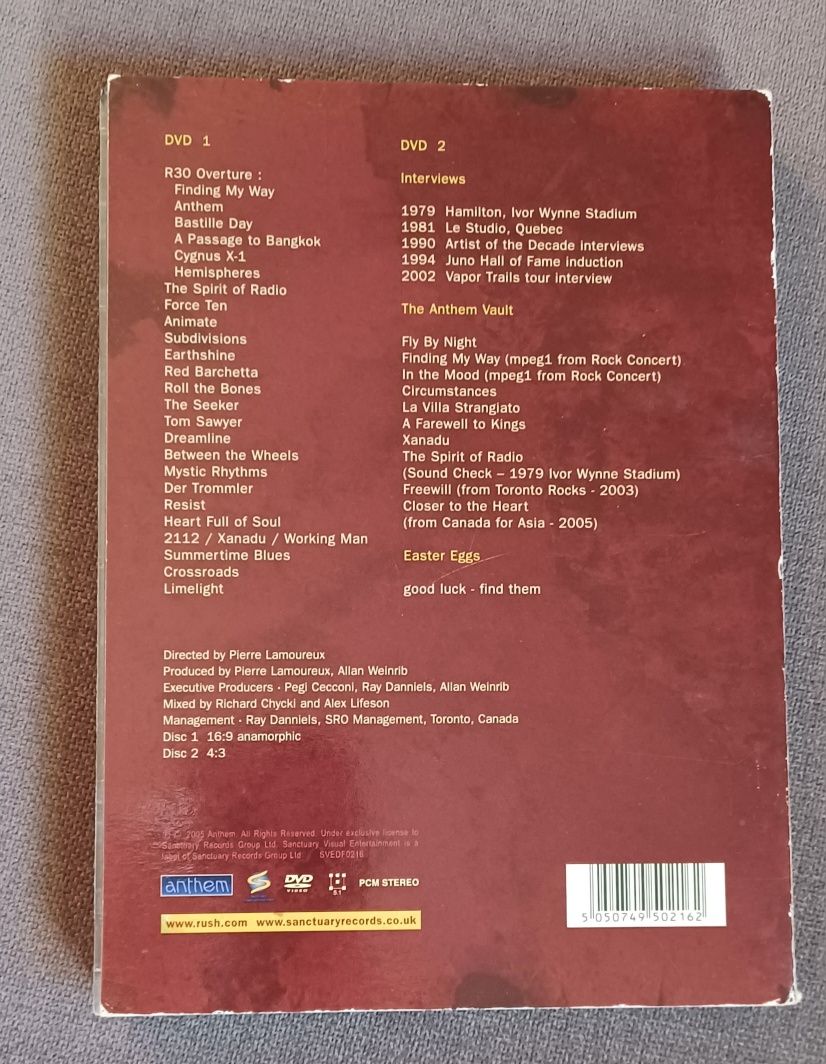 DVD 1
R30 Overture :
Finding My Way
Anthem
Bastille Day
A Passage to Bangkok
Cygnus X-1
Hemispheres
The Spirit of Radio
Force Ten
Animate
Subdivisions
Earthshine
Red Barchetta
Roll the Bones
The Seeker
Tom Sawyer
Dreamline
Between the Wheels
Mystic Rhythms
Der Trommler
Resist
Heart Full of Soul
2112 / Xanadu / Working Man
Summertime Blues
Crossroads
Limelight
DVD 2
Interviews
1979 Hamilton, Ivor Wynne Stadium
1981 Le Studio, Quebec
1990 Artist of the Decade interviews
1994 Juno Hall of Fame induction
2002 Vapor Trails tour interview
The Anthem Vault
Fly By Night
Finding My Way (mpeg1 from Rock Concert)
In the Mood (mpeg1 from Rock Concert)
Circumstances
La Villa Strangiato
A Farewell to Kings
Xanadu
The Spirit of Radio
(Sound Check – 1979 Ivor Wynne Stadium)
Freewill (from Toronto Rocks - 2003)
Closer to the Heart
(from Canada for Asia - 2005)
Easter Eggs
good luck - find them
Directed by Pierre Lamoureux
Produced by Pierre Lamoureux, Allan Weinrib
Executive Producers · Pegi Cecconi, Ray Danniels, Allan Weinrib
Mixed by Richard Chycki and Alex Lifeson
Management · Ray Danniels, SRO Management, Toronto, Canada
Disc 1 16:9 anamorphic
Disc 2 4:3
℗ © 2005 Anthem. All Rights Reserved. Under exclusive license to
Sanctuary Records Group Ltd. Sanctuary Visual Entertainment is a
label of Sanctuary Records Group Ltd SVEDF0216
anthem DVD VIDEO 5.1 PCM STEREO
www.rush.com www.sanctuaryrecords.co.uk
5 050749 502162